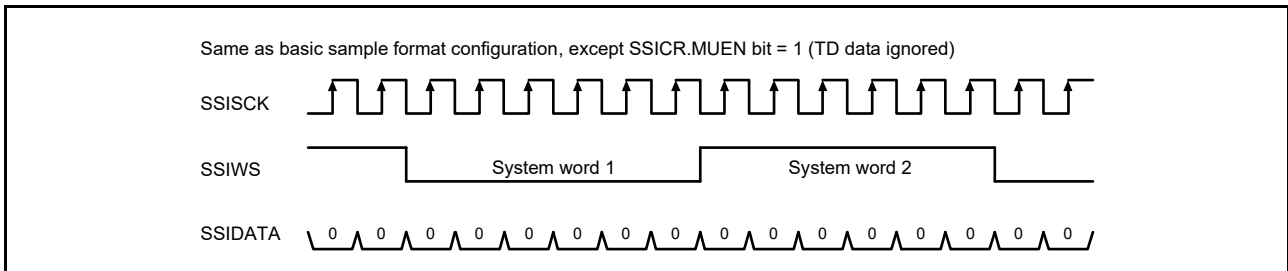 Same as basic sample format configuration, except SSICR.MUEN bit = 1 (TD data ignored)
SSISCK
SSIWS System word 1 System word 2
SSIDATA 0 0 0 0 0 0 0 0 0 0 0 0 0 0 0 0